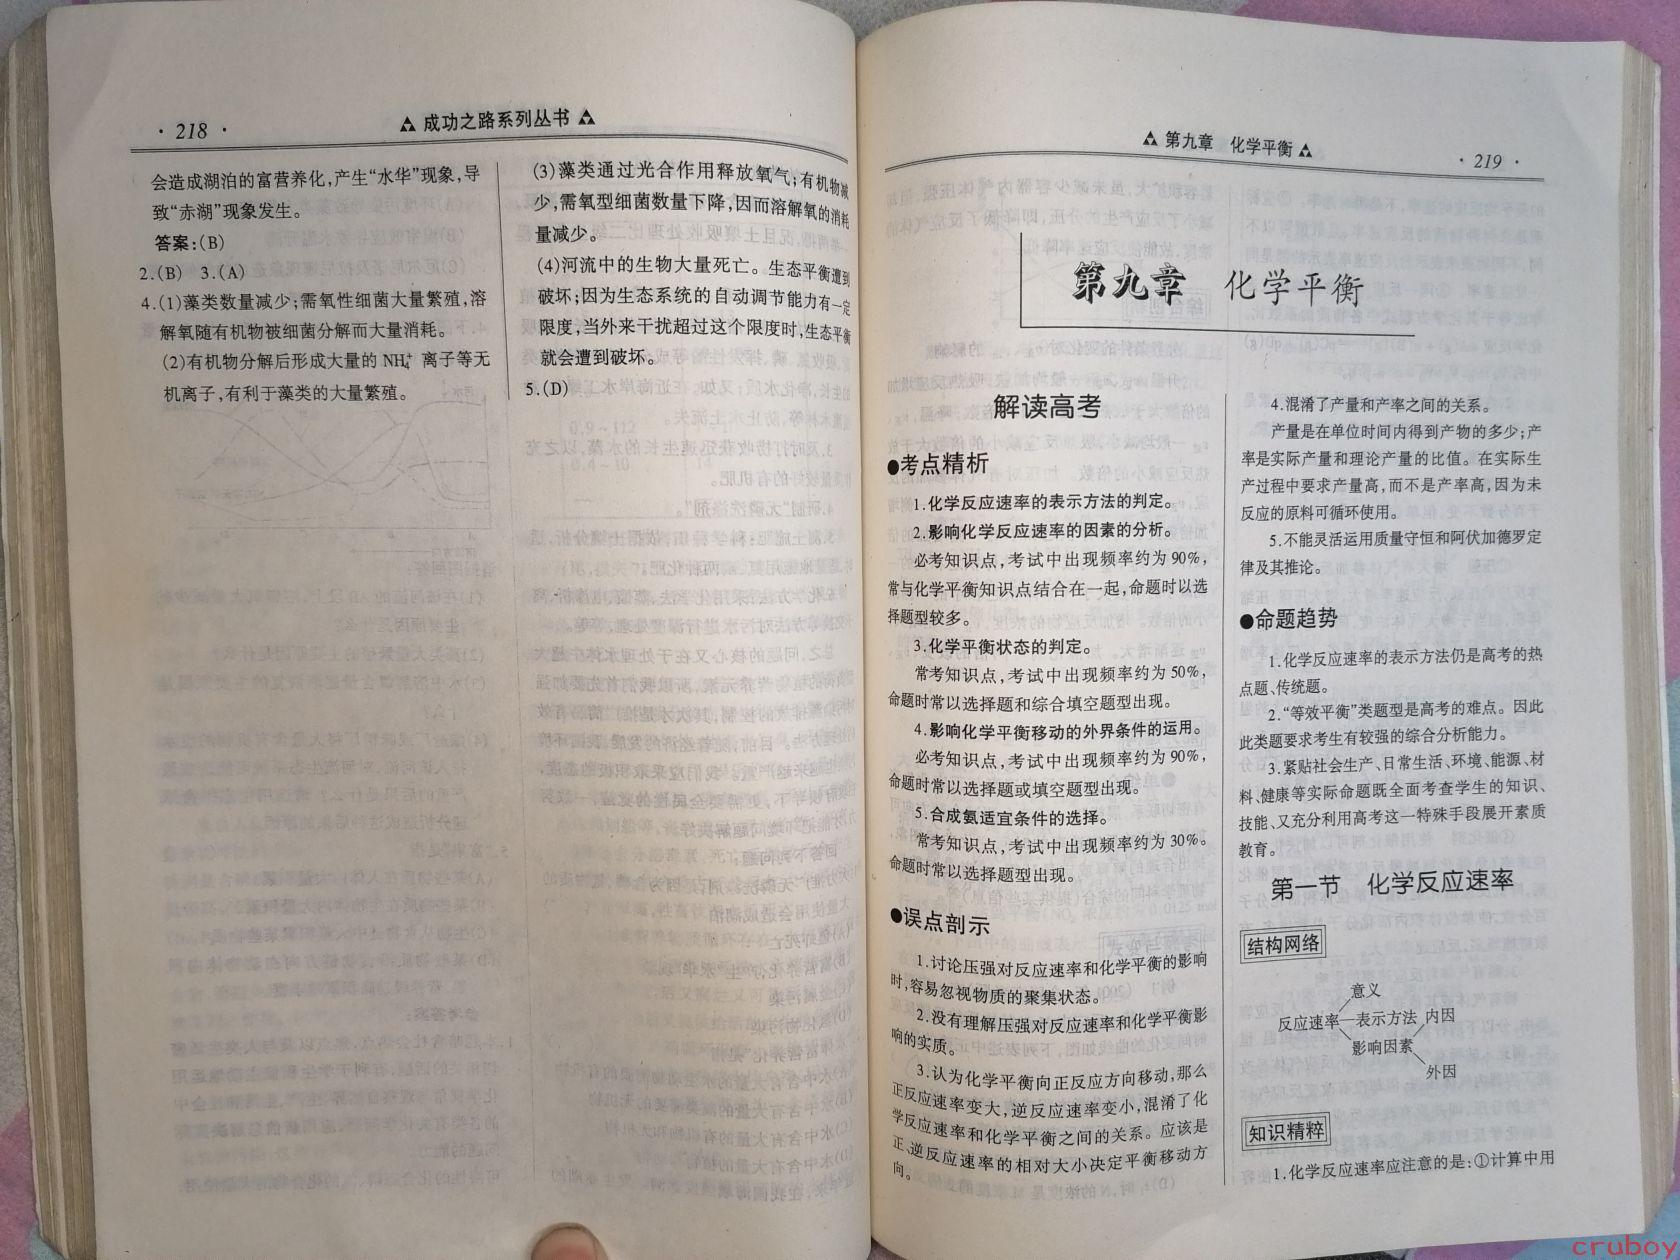 · 218 ·
成功之路系列丛书
会造成湖泊的富营养化,产生“水华”现象,导
致“赤湖”现象发生。
答案:(B)
2.(B) 3.(A)
4.(1)藻类数量减少;需氧性细菌大量繁殖,溶
解氧随有机物被细菌分解而大量消耗。
(2)有机物分解后形成大量的 NH₄⁺ 离子等无
机离子,有利于藻类的大量繁殖。
(3)藻类通过光合作用释放氧气;有机物减
少,需氧型细菌数量下降,因而溶解氧的消耗
量减少。
(4)河流中的生物大量死亡。生态平衡遭到
破坏;因为生态系统的自动调节能力有一定
限度,当外来干扰超过这个限度时,生态平衡
就会遭到破坏。
5.(D)
第九章 化学平衡
· 219 ·
第九章 化学平衡
解读高考
●考点精析
1.化学反应速率的表示方法的判定。
2.影响化学反应速率的因素的分析。
必考知识点,考试中出现频率约为 90%,
常与化学平衡知识点结合在一起,命题时以选
择题型较多。
3.化学平衡状态的判定。
常考知识点,考试中出现频率约为 50%,
命题时常以选择题和综合填空题型出现。
4.影响化学平衡移动的外界条件的运用。
必考知识点,考试中出现频率约为 90%,
命题时常以选择题或填空题型出现。
5.合成氨适宜条件的选择。
常考知识点,考试中出现频率约为 30%。
命题时常以选择题型出现。
●误点剖示
1.讨论压强对反应速率和化学平衡的影响
时,容易忽视物质的聚集状态。
2.没有理解压强对反应速率和化学平衡影
响的实质。
3.认为化学平衡向正反应方向移动,那么
正反应速率变大,逆反应速率变小,混淆了化
学反应速率和化学平衡之间的关系。应该是
正、逆反应速率的相对大小决定平衡移动方
向。
4.混淆了产量和产率之间的关系。
产量是在单位时间内得到产物的多少;产
率是实际产量和理论产量的比值。在实际生
产过程中要求产量高,而不是产率高,因为未
反应的原料可循环使用。
5.不能灵活运用质量守恒和阿伏加德罗定
律及其推论。
●命题趋势
1.化学反应速率的表示方法仍是高考的热
点题、传统题。
2.“等效平衡”类题型是高考的难点。因此
此类题要求考生有较强的综合分析能力。
3.紧贴社会生产、日常生活、环境、能源、材
料、健康等实际命题既全面考查学生的知识、
技能、又充分利用高考这一特殊手段展开素质
教育。
第一节 化学反应速率
结构网络
意义
反应速率 表示方法 内因
影响因素
外因
知识精粹
1.化学反应速率应注意的是:①计算中用
cruboy